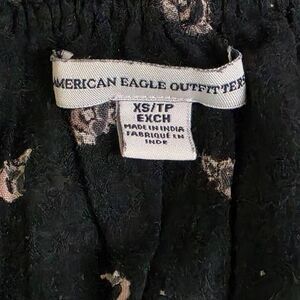 AMERICAN EAGLE OUTFITTERS
XS/TP
EXCH
MADE IN INDIA
FABRIQUÉ EN
INDE